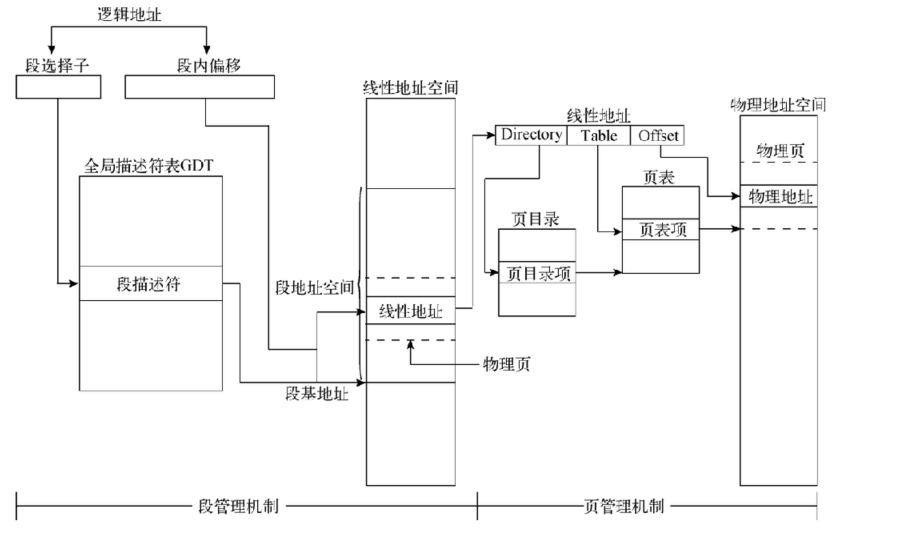 逻辑地址
段选择子
段内偏移
线性地址空间
线性地址
物理地址空间
Directory
Table
Offset
物理页
全局描述符表GDT
页表
物理地址
页目录
页表项
段描述符
段地址空间
页目录项
线性地址
物理页
段基地址
段管理机制
页管理机制